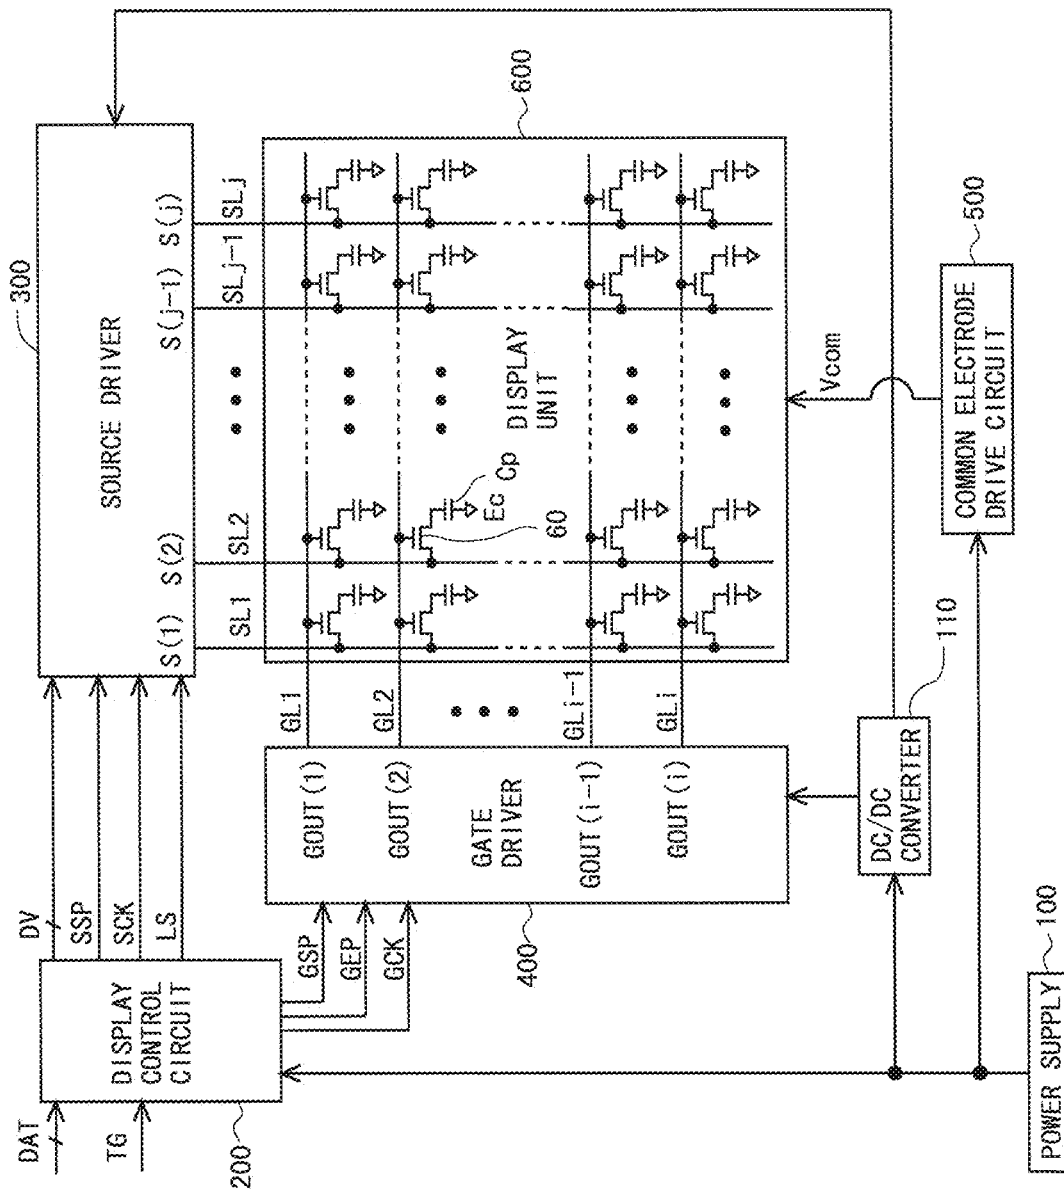 300
SOURCE DRIVER
S(1)
S(2)
S(j-1)
S(j)
DV
SSP
SCK
LS
DAT
TG
DISPLAY
CONTROL
CIRCUIT
200
SL1
SL2
SLj-1
SLj
600
GSP
GEP
GCK
400
GATE
DRIVER
GOUT(1)
GOUT(2)
GOUT(i-1)
GOUT(i)
GL1
GL2
GLi-1
GLi
Ec
Cp
60
DISPLAY
UNIT
Vcom
DC/DC
CONVERTER
110
COMMON ELECTRODE
DRIVE CIRCUIT
500
POWER SUPPLY
100